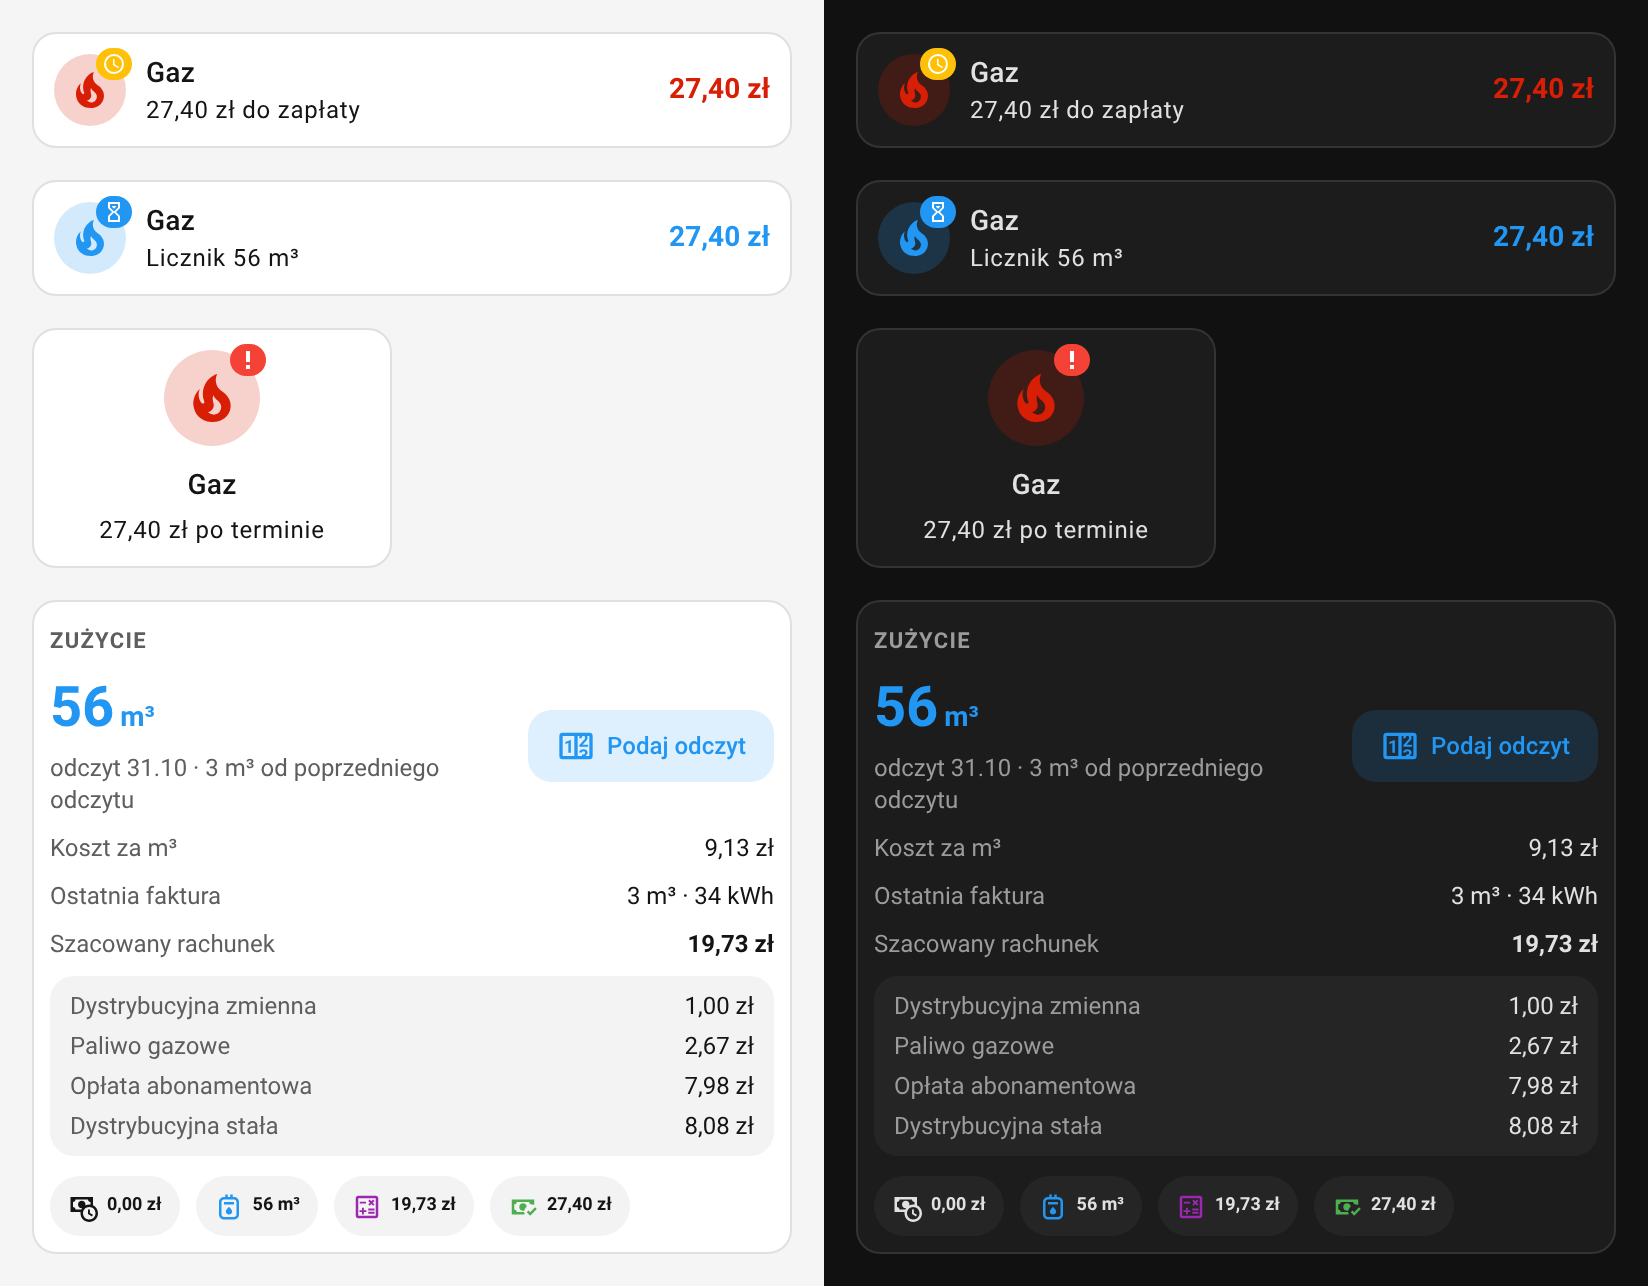 Gaz
27,40 zł do zapłaty
27,40 zł
Gaz
Licznik 56 m³
27,40 zł
Gaz
27,40 zł po terminie
ZUŻYCIE
56 m³
odczyt 31.10 · 3 m³ od poprzedniego
odczytu
Podaj odczyt
Koszt za m³ 9,13 zł
Ostatnia faktura 3 m³ · 34 kWh
Szacowany rachunek 19,73 zł
Dystrybucyjna zmienna 1,00 zł
Paliwo gazowe 2,67 zł
Opłata abonamentowa 7,98 zł
Dystrybucyjna stała 8,08 zł
0,00 zł 56 m³ 19,73 zł 27,40 zł
Gaz
27,40 zł do zapłaty
27,40 zł
Gaz
Licznik 56 m³
27,40 zł
Gaz
27,40 zł po terminie
ZUŻYCIE
56 m³
odczyt 31.10 · 3 m³ od poprzedniego
odczytu
Podaj odczyt
Koszt za m³ 9,13 zł
Ostatnia faktura 3 m³ · 34 kWh
Szacowany rachunek 19,73 zł
Dystrybucyjna zmienna 1,00 zł
Paliwo gazowe 2,67 zł
Opłata abonamentowa 7,98 zł
Dystrybucyjna stała 8,08 zł
0,00 zł 56 m³ 19,73 zł 27,40 zł